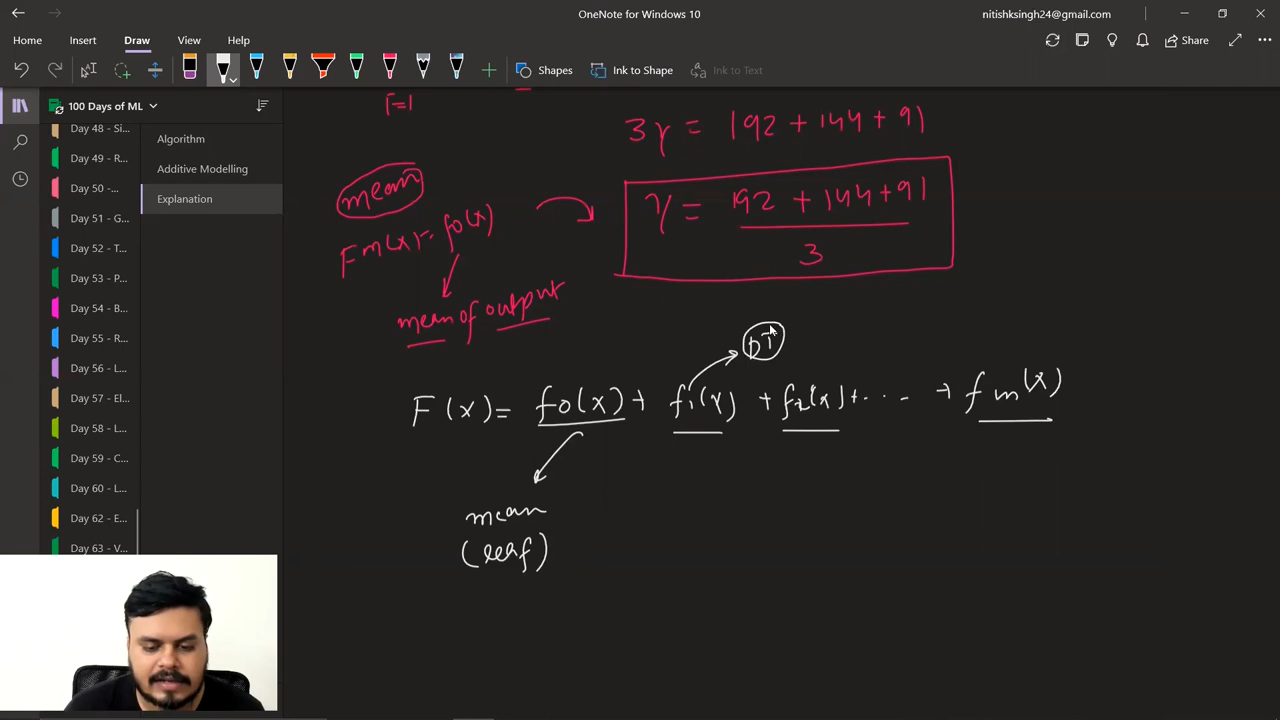 OneNote for Windows 10
nitishksingh24@gmail.com
Home Insert Draw View Help
Share
Shapes Ink to Shape Ink to Text
100 Days of ML
Day 48 - Si...
Day 49 - R...
Day 50 -...
Day 51 - G...
Day 52 - T...
Day 53 - P...
Day 54 - B...
Day 55 - R...
Day 56 - L...
Day 57 - El...
Day 58 - L...
Day 59 - C...
Day 60 - L...
Day 62 - E...
Day 63 - V...
Algorithm
Additive Modelling
Explanation
i=1
3γ = 192 + 144 + 91
mean
γ = 192 + 144 + 91
3
Fm(x) = f0(x)
mean of output
DT
F(x) = f0(x) + f1(x) + f2(x) + ... + fm(x)
mean
(leaf)